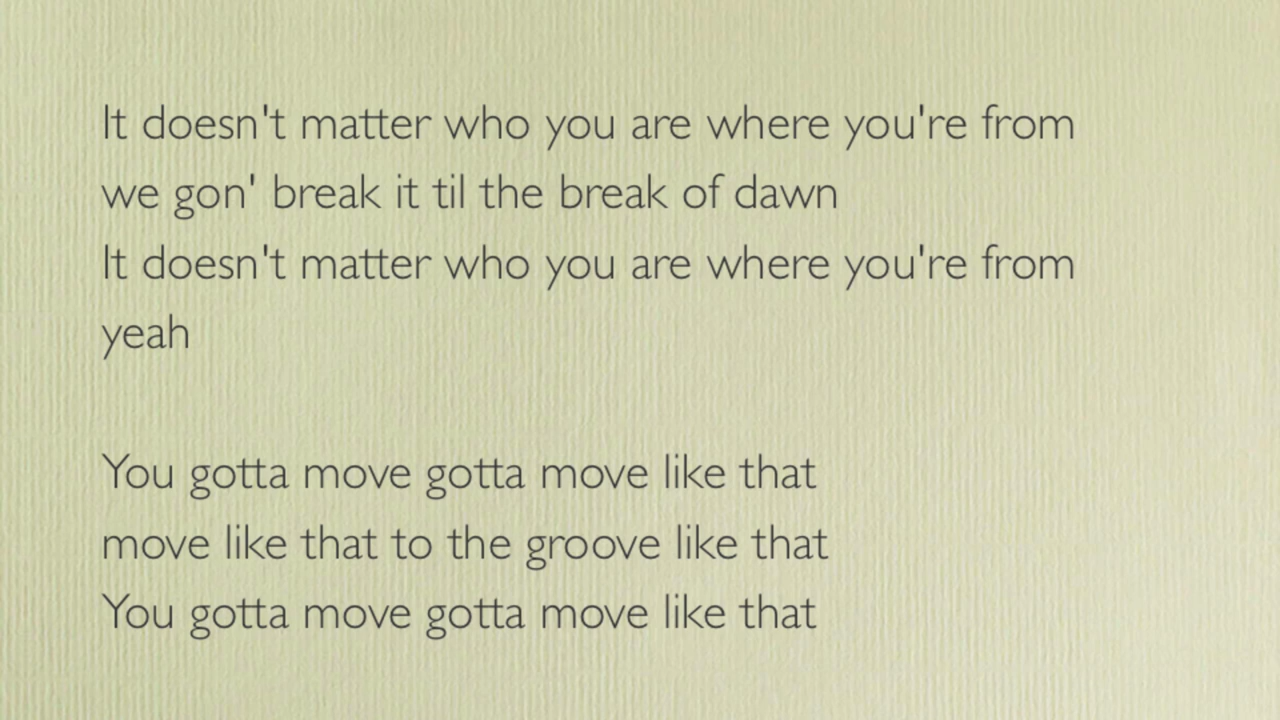 It doesn't matter who you are where you're from
we gon' break it til the break of dawn
It doesn't matter who you are where you're from
yeah
You gotta move gotta move like that
move like that to the groove like that
You gotta move gotta move like that